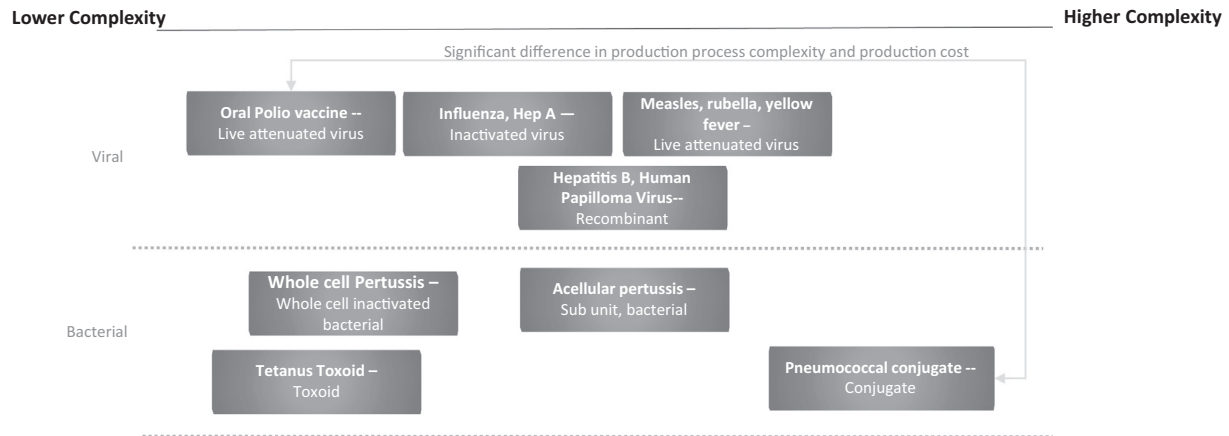 Lower Complexity
Higher Complexity
Significant difference in production process complexity and production cost
Viral
Oral Polio vaccine --
Live attenuated virus
Influenza, Hep A —
Inactivated virus
Measles, rubella, yellow
fever –
Live attenuated virus
Hepatitis B, Human
Papilloma Virus--
Recombinant
Bacterial
Whole cell Pertussis –
Whole cell inactivated
bacterial
Acellular pertussis –
Sub unit, bacterial
Tetanus Toxoid –
Toxoid
Pneumococcal conjugate --
Conjugate